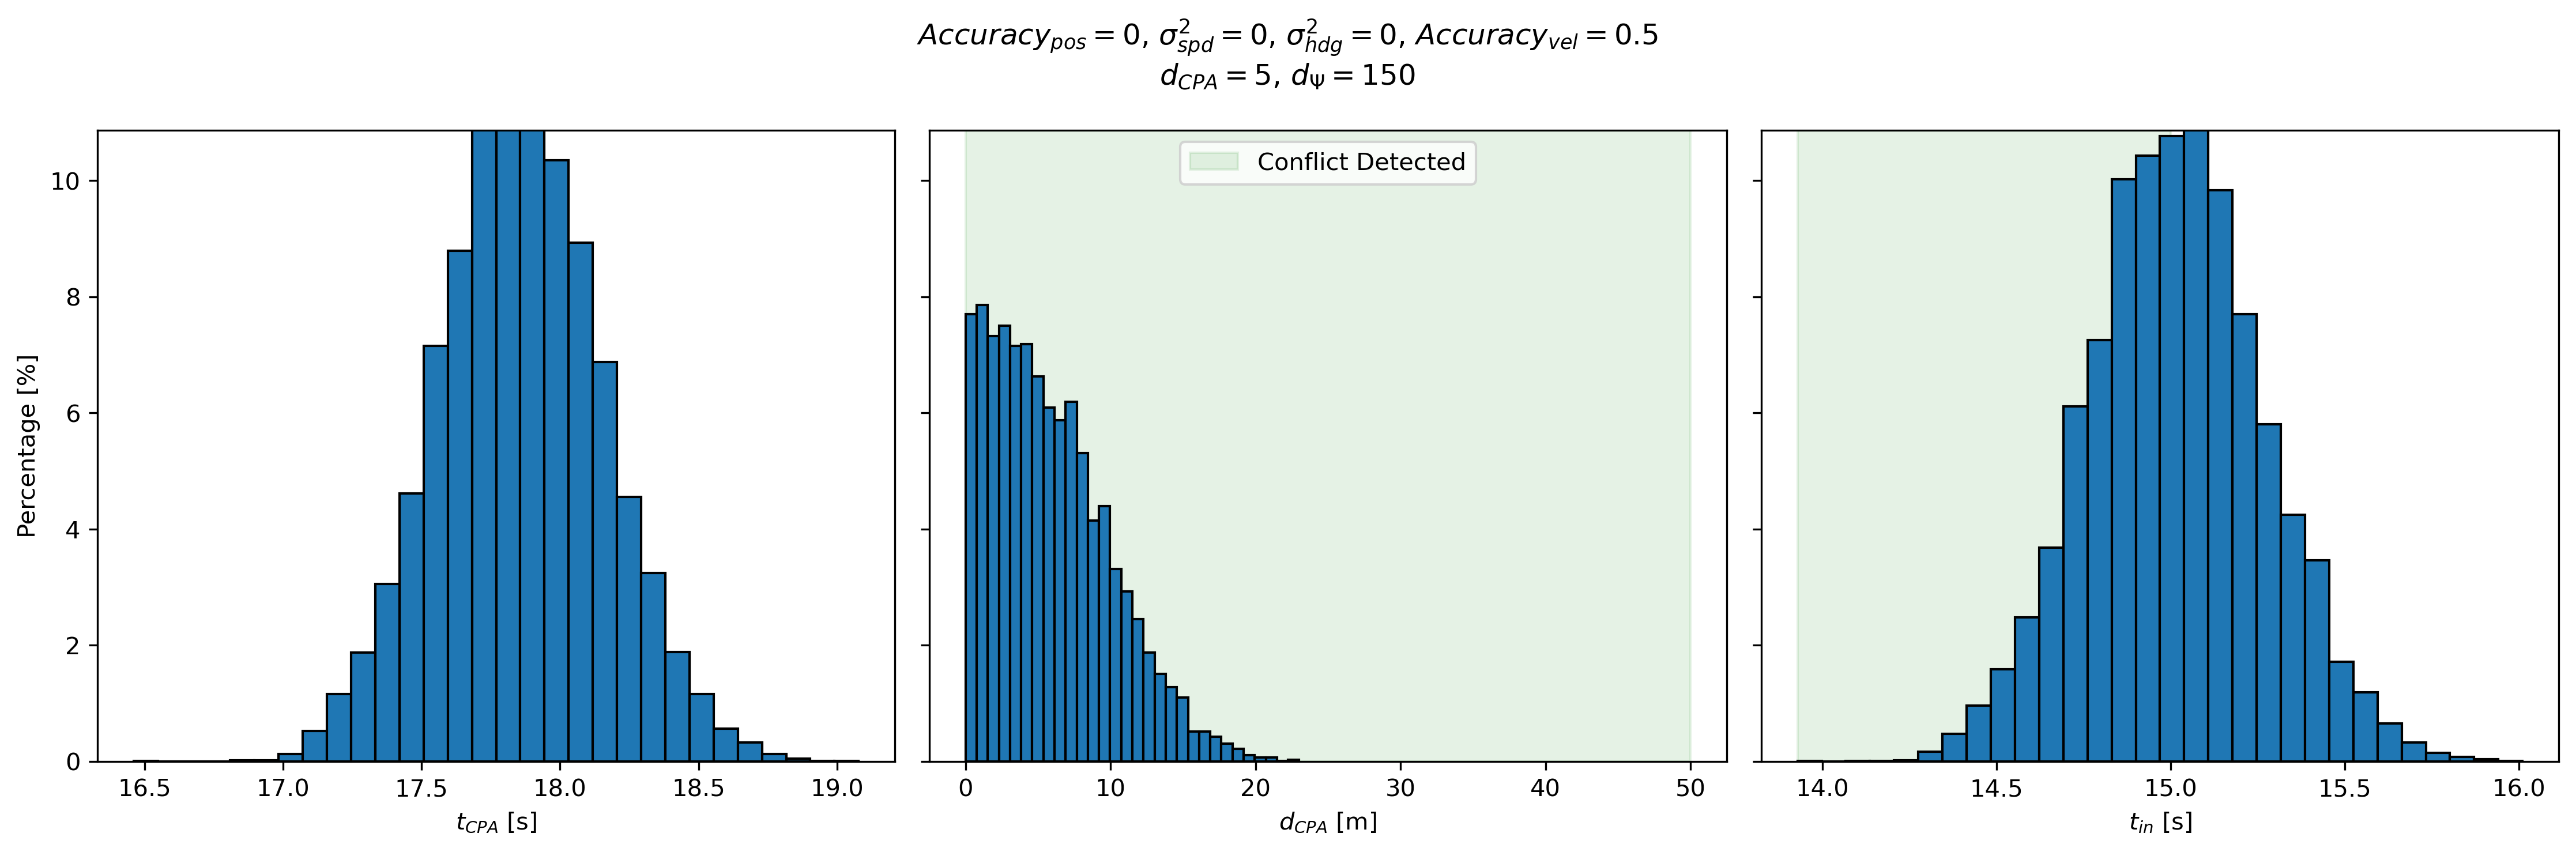 Accuracy_pos = 0, σ²_spd = 0, σ²_hdg = 0, Accuracy_vel = 0.5
d_CPA = 5, d_ψ = 150
Percentage [%]
10
8
6
4
2
0
16.5 17.0 17.5 18.0 18.5 19.0
t_CPA [s]
Conflict Detected
0 10 20 30 40 50
d_CPA [m]
14.0 14.5 15.0 15.5 16.0
t_in [s]